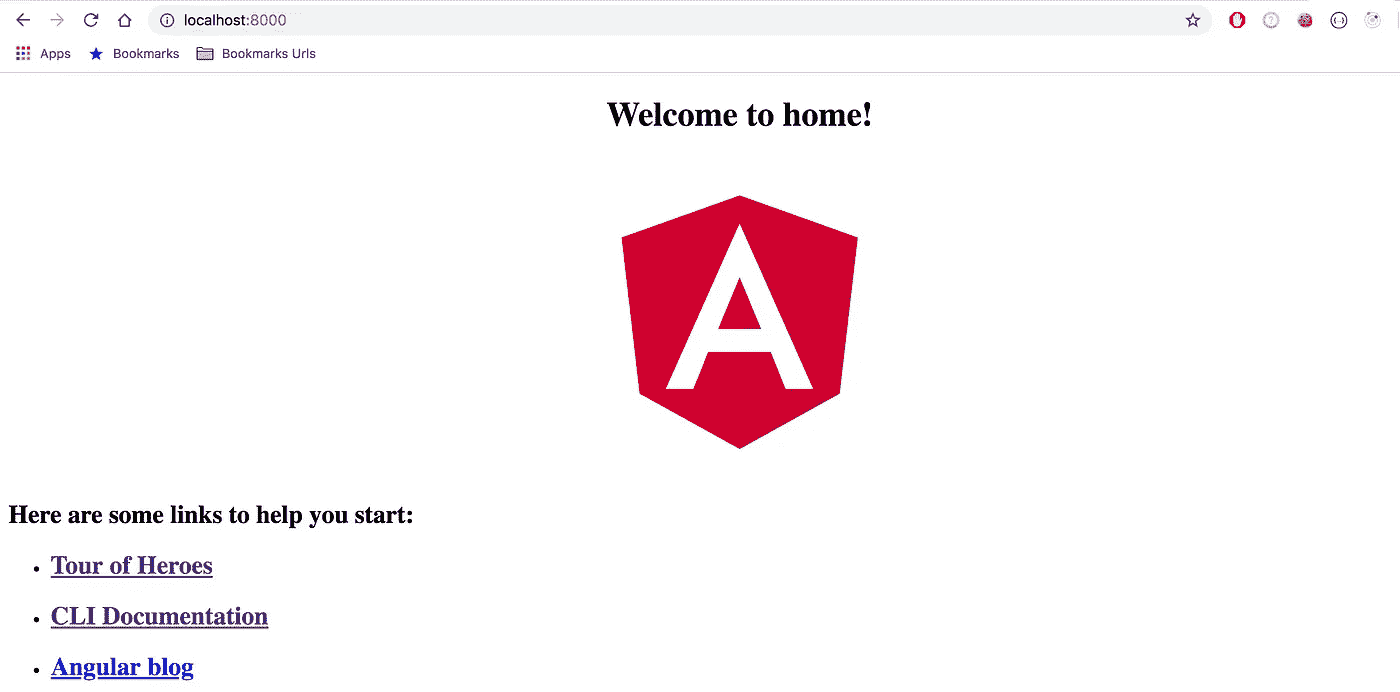 localhost:8000
Apps Bookmarks Bookmarks Urls
Welcome to home!
A
Here are some links to help you start:
• Tour of Heroes
• CLI Documentation
• Angular blog